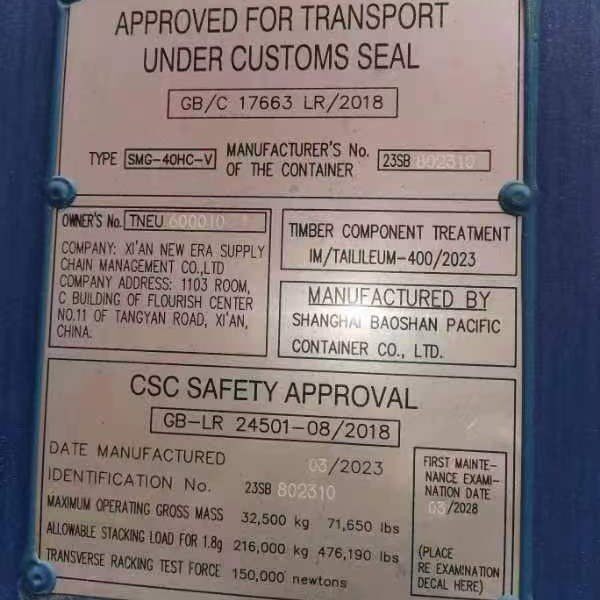 APPROVED FOR TRANSPORT
UNDER CUSTOMS SEAL
GB/C 17663 LR/2018
TYPE SMG-40HC-V
MANUFACTURER'S No.
OF THE CONTAINER
23SB 802310
OWNER'S No. TNEU 600010
COMPANY: XI'AN NEW ERA SUPPLY
CHAIN MANAGEMENT CO.,LTD
COMPANY ADDRESS: 1103 ROOM,
C BUILDING OF FLOURISH CENTER
NO.11 OF TANGYAN ROAD, XI'AN,
CHINA.
TIMBER COMPONENT TREATMENT
IM/TAILILEUM-400/2023
MANUFACTURED BY
SHANGHAI BAOSHAN PACIFIC
CONTAINER CO., LTD.
CSC SAFETY APPROVAL
GB-LR 24501-08/2018
DATE MANUFACTURED 03/2023
IDENTIFICATION No. 23SB 802310
MAXIMUM OPERATING GROSS MASS 32,500 kg 71,650 lbs
ALLOWABLE STACKING LOAD FOR 1.8g 216,000 kg 476,190 lbs
TRANSVERSE RACKING TEST FORCE 150,000 newtons
FIRST MAINTE-
NANCE EXAMI-
NATION DATE
03/2028
(PLACE
RE EXAMINATION
DECAL HERE)